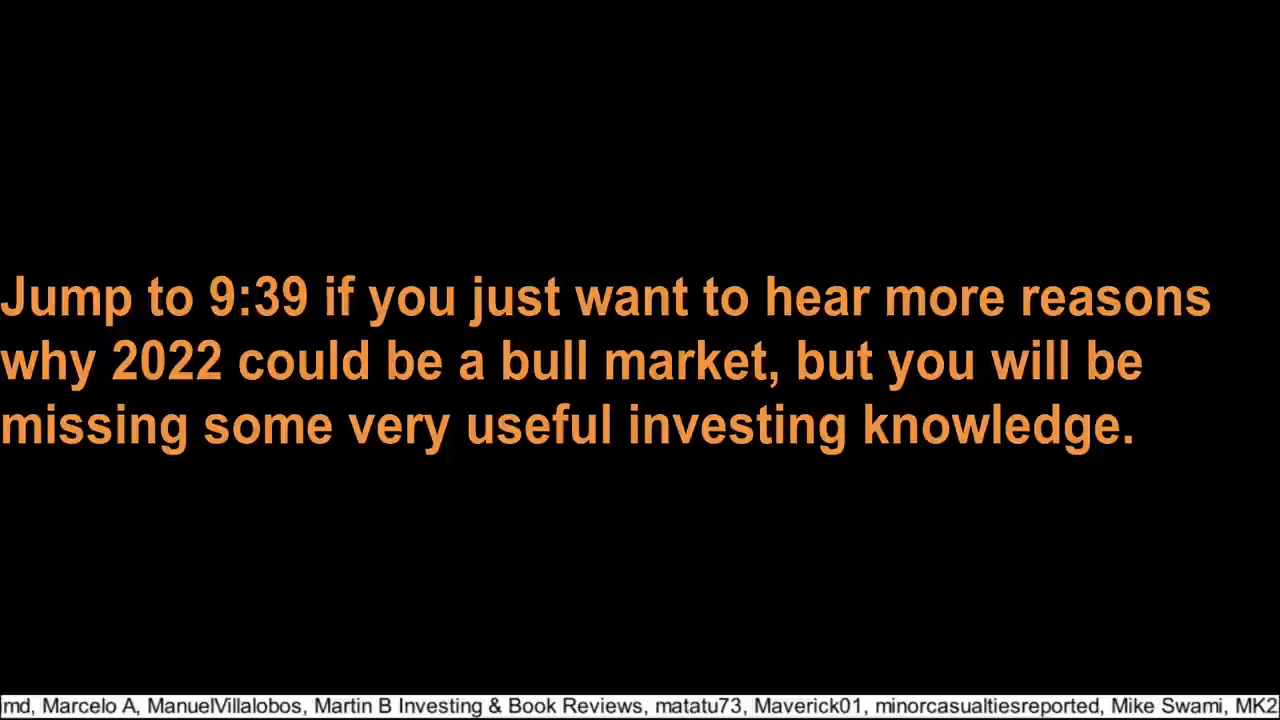 Jump to 9:39 if you just want to hear more reasons
why 2022 could be a bull market, but you will be
missing some very useful investing knowledge.
md, Marcelo A, ManuelVillalobos, Martin B Investing & Book Reviews, matatu73, Maverick01, minorcasualtiesreported, Mike Swami, MK2